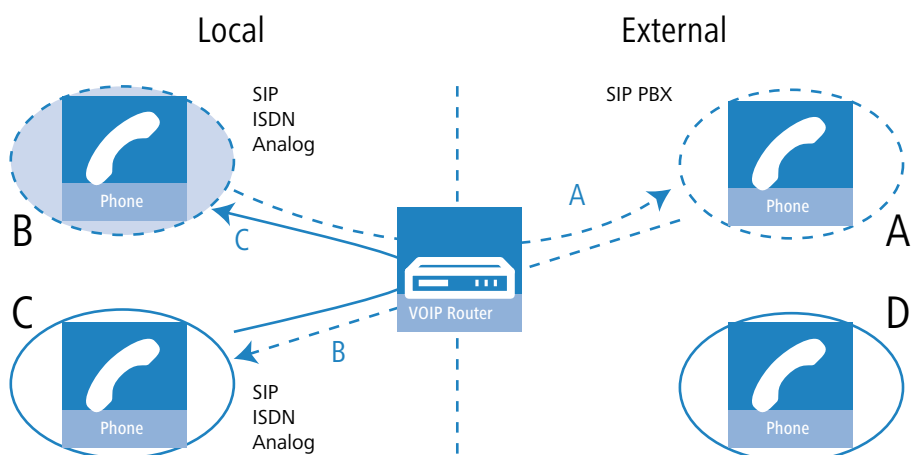 Local
External
SIP
ISDN
Analog
SIP PBX
Phone
Phone
B
A
C
A
VOIP Router
C
D
B
Phone
Phone
SIP
ISDN
Analog